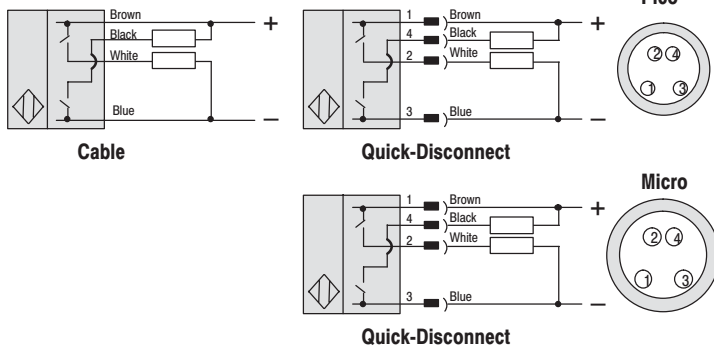 Brown
+
Black
White
Blue
−
Cable
1 Brown
+
4 Black
2 White
3 Blue
−
Quick-Disconnect
2 4
1 3
Micro
1 Brown
+
4 Black
2 White
3 Blue
−
Quick-Disconnect
2 4
1 3